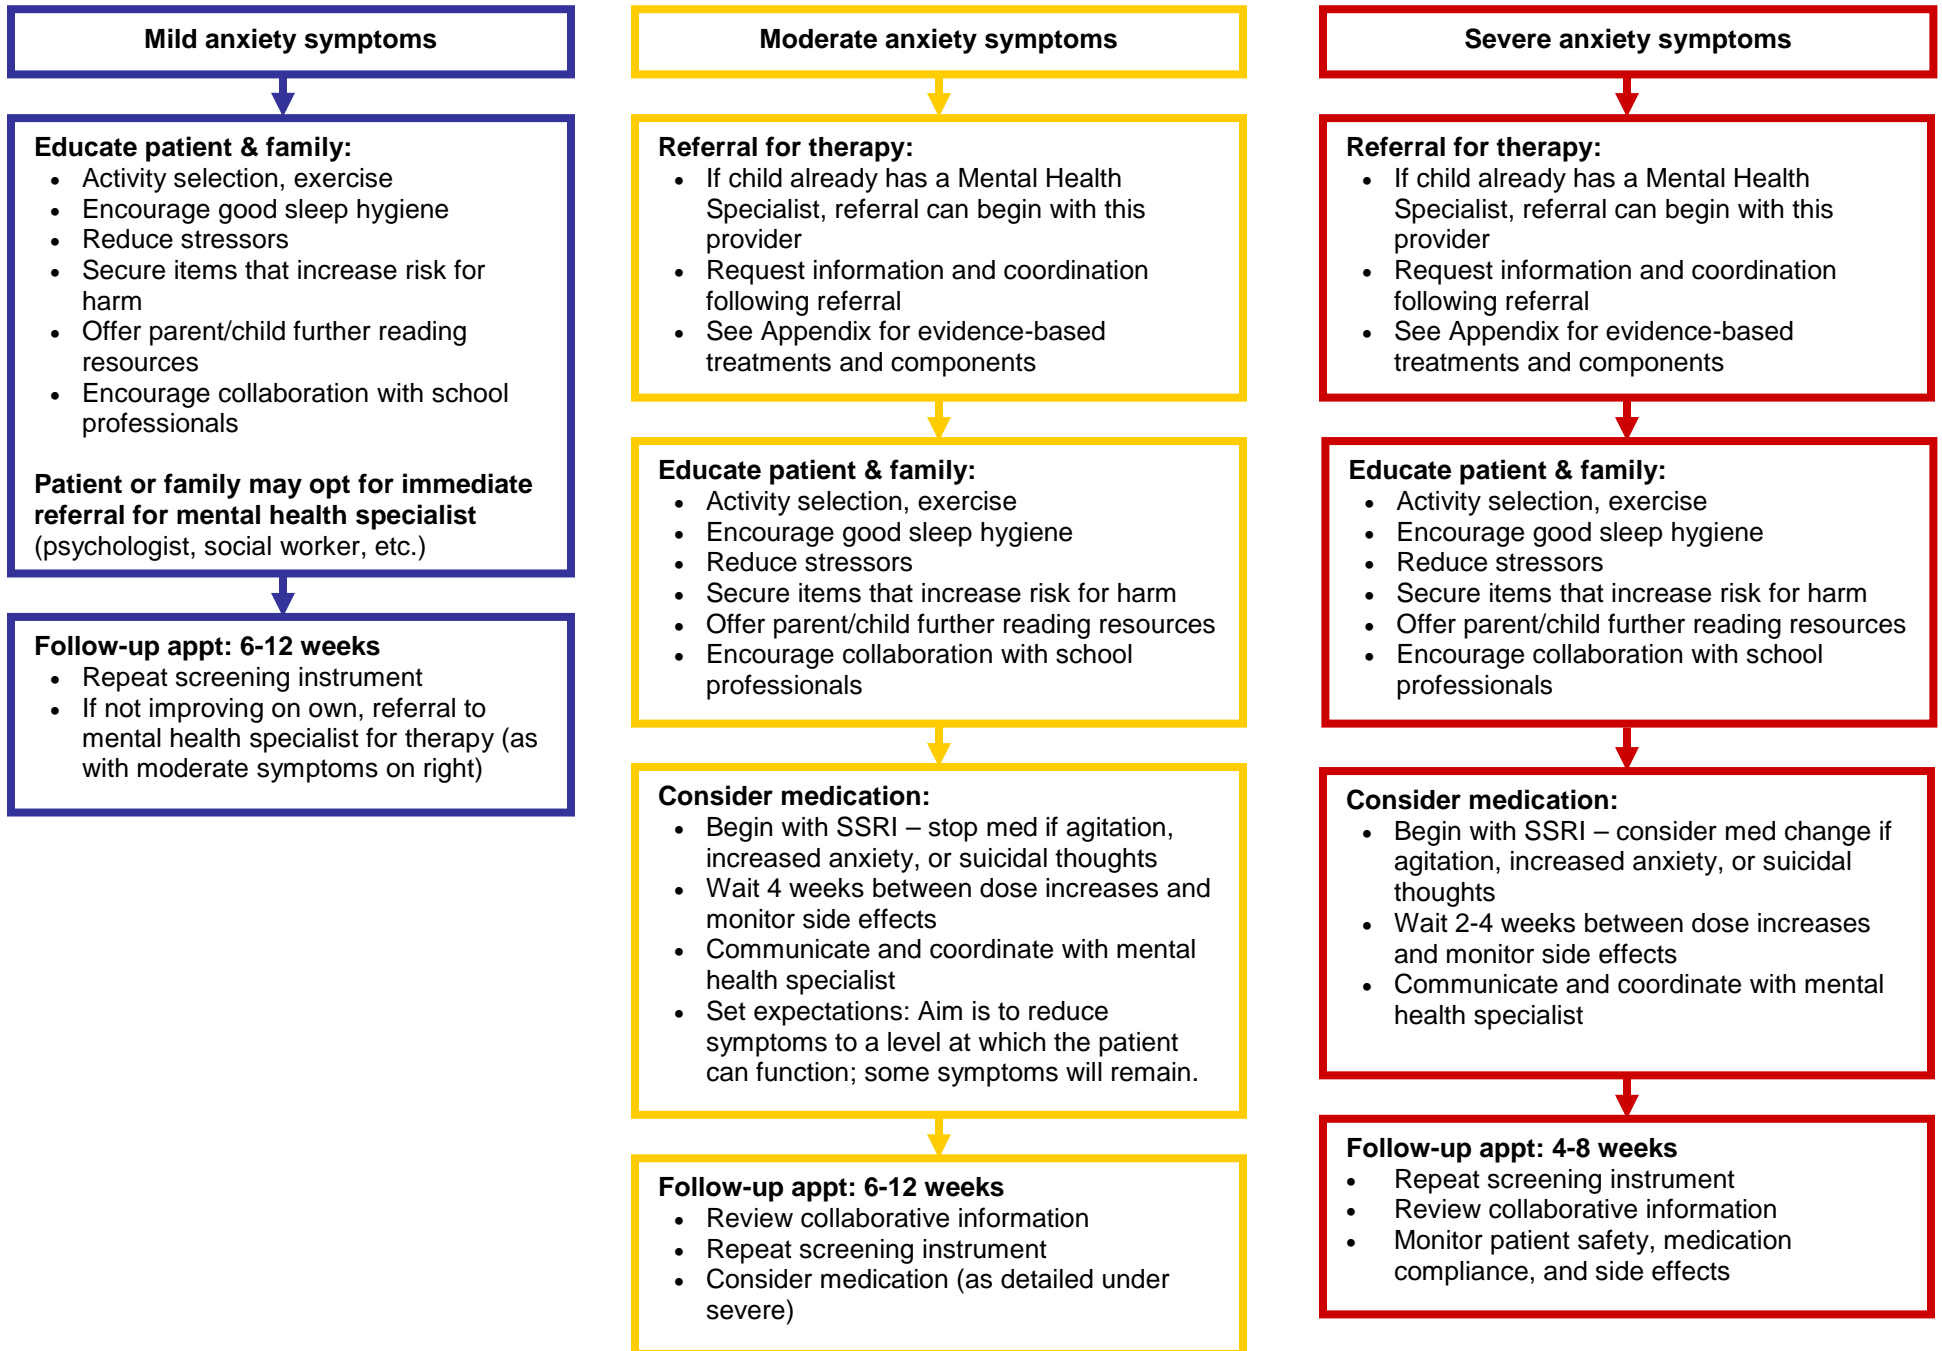 Mild anxiety symptoms
Educate patient & family:
• Activity selection, exercise
• Encourage good sleep hygiene
• Reduce stressors
• Secure items that increase risk for
harm
• Offer parent/child further reading
resources
• Encourage collaboration with school
professionals
Patient or family may opt for immediate
referral for mental health specialist
(psychologist, social worker, etc.)
Follow-up appt: 6-12 weeks
• Repeat screening instrument
• If not improving on own, referral to
mental health specialist for therapy (as
with moderate symptoms on right)
Moderate anxiety symptoms
Referral for therapy:
• If child already has a Mental Health
Specialist, referral can begin with this
provider
• Request information and coordination
following referral
• See Appendix for evidence-based
treatments and components
Educate patient & family:
• Activity selection, exercise
• Encourage good sleep hygiene
• Reduce stressors
• Secure items that increase risk for harm
• Offer parent/child further reading resources
• Encourage collaboration with school
professionals
Consider medication:
• Begin with SSRI – stop med if agitation,
increased anxiety, or suicidal thoughts
• Wait 4 weeks between dose increases and
monitor side effects
• Communicate and coordinate with mental
health specialist
• Set expectations: Aim is to reduce
symptoms to a level at which the patient
can function; some symptoms will remain.
Follow-up appt: 6-12 weeks
• Review collaborative information
• Repeat screening instrument
• Consider medication (as detailed under
severe)
Severe anxiety symptoms
Referral for therapy:
• If child already has a Mental Health
Specialist, referral can begin with this
provider
• Request information and coordination
following referral
• See Appendix for evidence-based
treatments and components
Educate patient & family:
• Activity selection, exercise
• Encourage good sleep hygiene
• Reduce stressors
• Secure items that increase risk for harm
• Offer parent/child further reading resources
• Encourage collaboration with school
professionals
Consider medication:
• Begin with SSRI – consider med change if
agitation, increased anxiety, or suicidal
thoughts
• Wait 2-4 weeks between dose increases
and monitor side effects
• Communicate and coordinate with mental
health specialist
Follow-up appt: 4-8 weeks
• Repeat screening instrument
• Review collaborative information
• Monitor patient safety, medication
compliance, and side effects